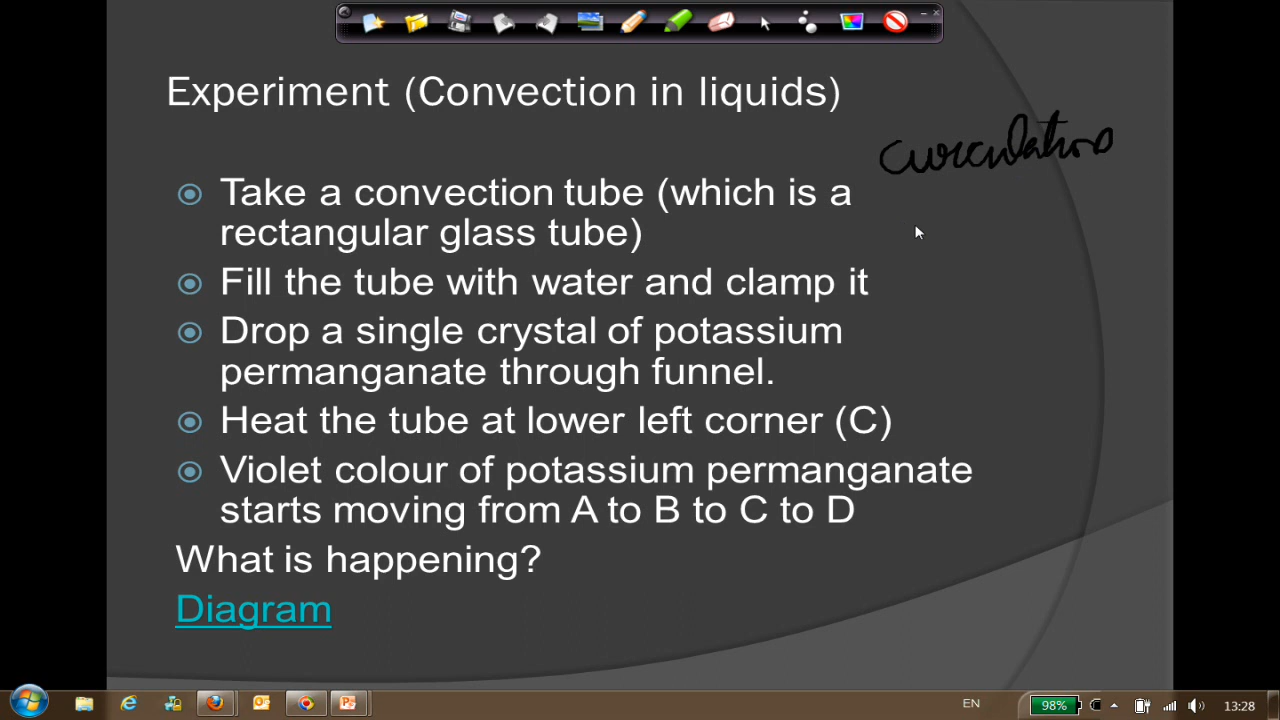 Experiment (Convection in liquids)
curculation
Take a convection tube (which is a
rectangular glass tube)
Fill the tube with water and clamp it
Drop a single crystal of potassium
permanganate through funnel.
Heat the tube at lower left corner (C)
Violet colour of potassium permanganate
starts moving from A to B to C to D
What is happening?
Diagram
EN
98%
13:28